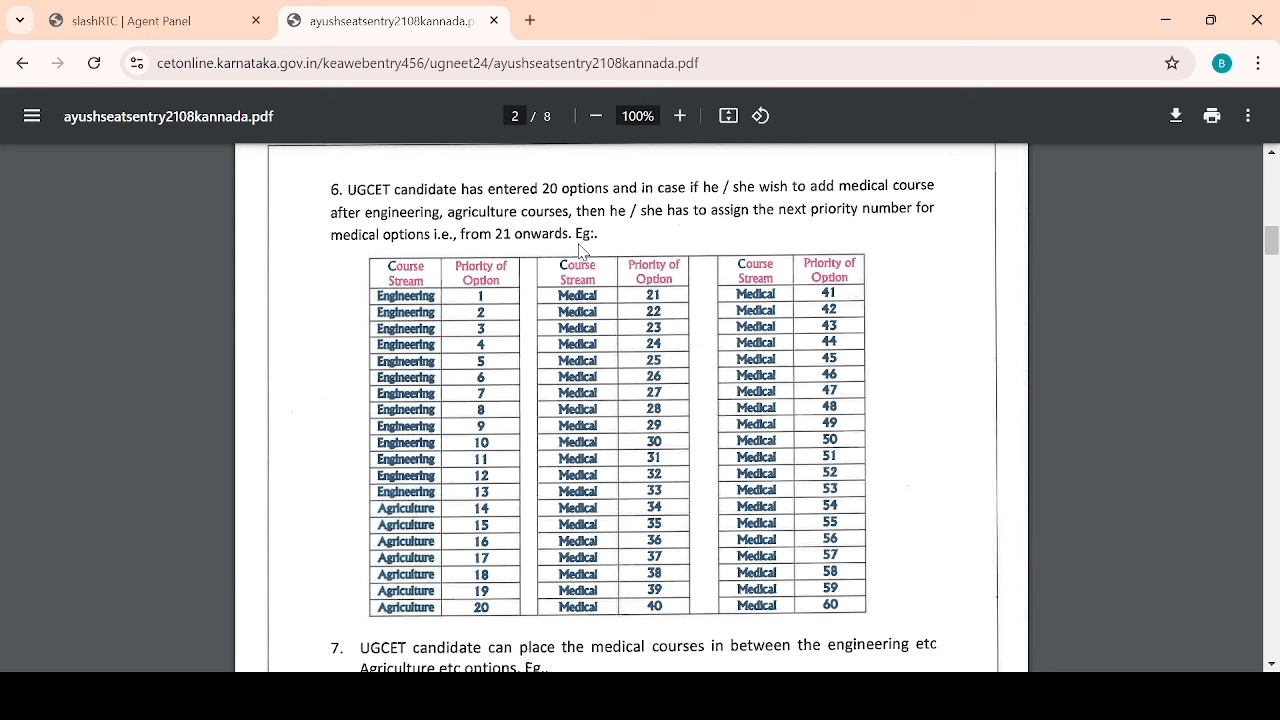 slashRTC | Agent Panel
ayushseatsentry2108kannada.p
cetonline.karnataka.gov.in/keawebentry456/ugneet24/ayushseatsentry2108kannada.pdf
B
ayushseatsentry2108kannada.pdf
2 / 8
100%
6. UGCET candidate has entered 20 options and in case if he / she wish to add medical course
after engineering, agriculture courses, then he / she has to assign the next priority number for
medical options i.e., from 21 onwards. Eg:.
Course Stream Priority of Option Course Stream Priority of Option Course Stream Priority of Option
Engineering 1 Medical 21 Medical 41
Engineering 2 Medical 22 Medical 42
Engineering 3 Medical 23 Medical 43
Engineering 4 Medical 24 Medical 44
Engineering 5 Medical 25 Medical 45
Engineering 6 Medical 26 Medical 46
Engineering 7 Medical 27 Medical 47
Engineering 8 Medical 28 Medical 48
Engineering 9 Medical 29 Medical 49
Engineering 10 Medical 30 Medical 50
Engineering 11 Medical 31 Medical 51
Engineering 12 Medical 32 Medical 52
Engineering 13 Medical 33 Medical 53
Agriculture 14 Medical 34 Medical 54
Agriculture 15 Medical 35 Medical 55
Agriculture 16 Medical 36 Medical 56
Agriculture 17 Medical 37 Medical 57
Agriculture 18 Medical 38 Medical 58
Agriculture 19 Medical 39 Medical 59
Agriculture 20 Medical 40 Medical 60
7. UGCET candidate can place the medical courses in between the engineering etc
Agriculture etc options. Eg..